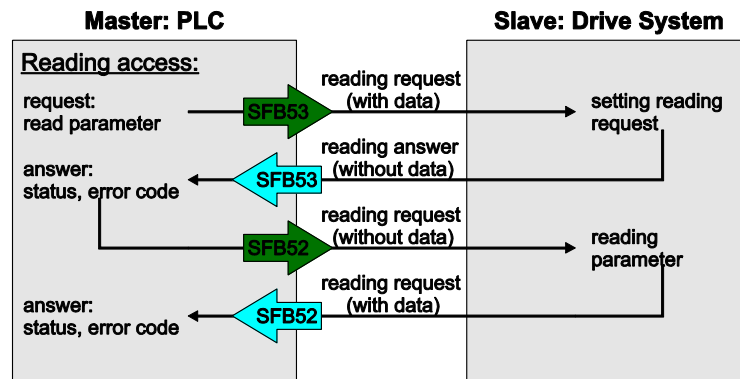 Master: PLC
Slave: Drive System
Reading access:
request:
read parameter
SFB53
reading request
(with data)
setting reading
request
answer:
status, error code
SFB53
reading answer
(without data)
SFB52
reading request
(without data)
reading
parameter
answer:
status, error code
SFB52
reading request
(with data)